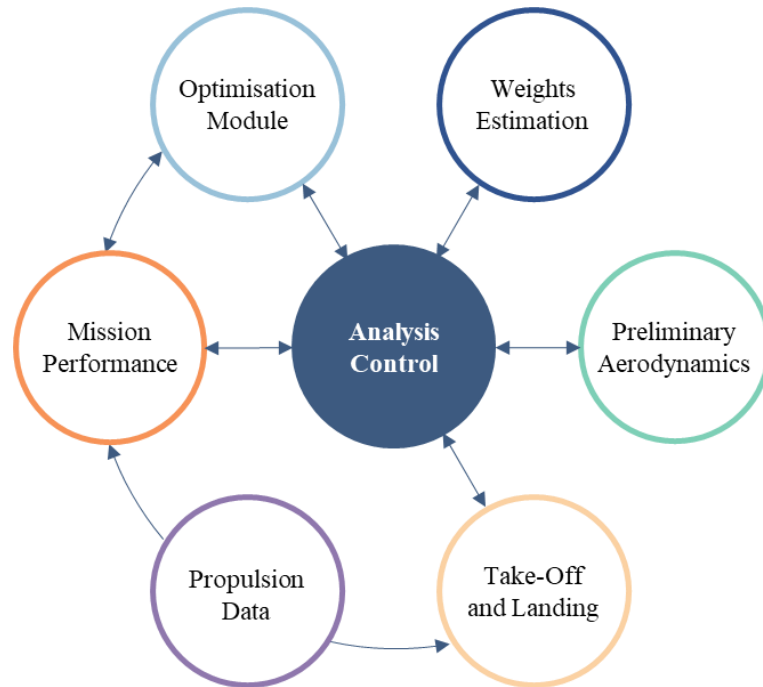 Optimisation
Module
Weights
Estimation
Mission
Performance
Analysis
Control
Preliminary
Aerodynamics
Propulsion
Data
Take-Off
and Landing